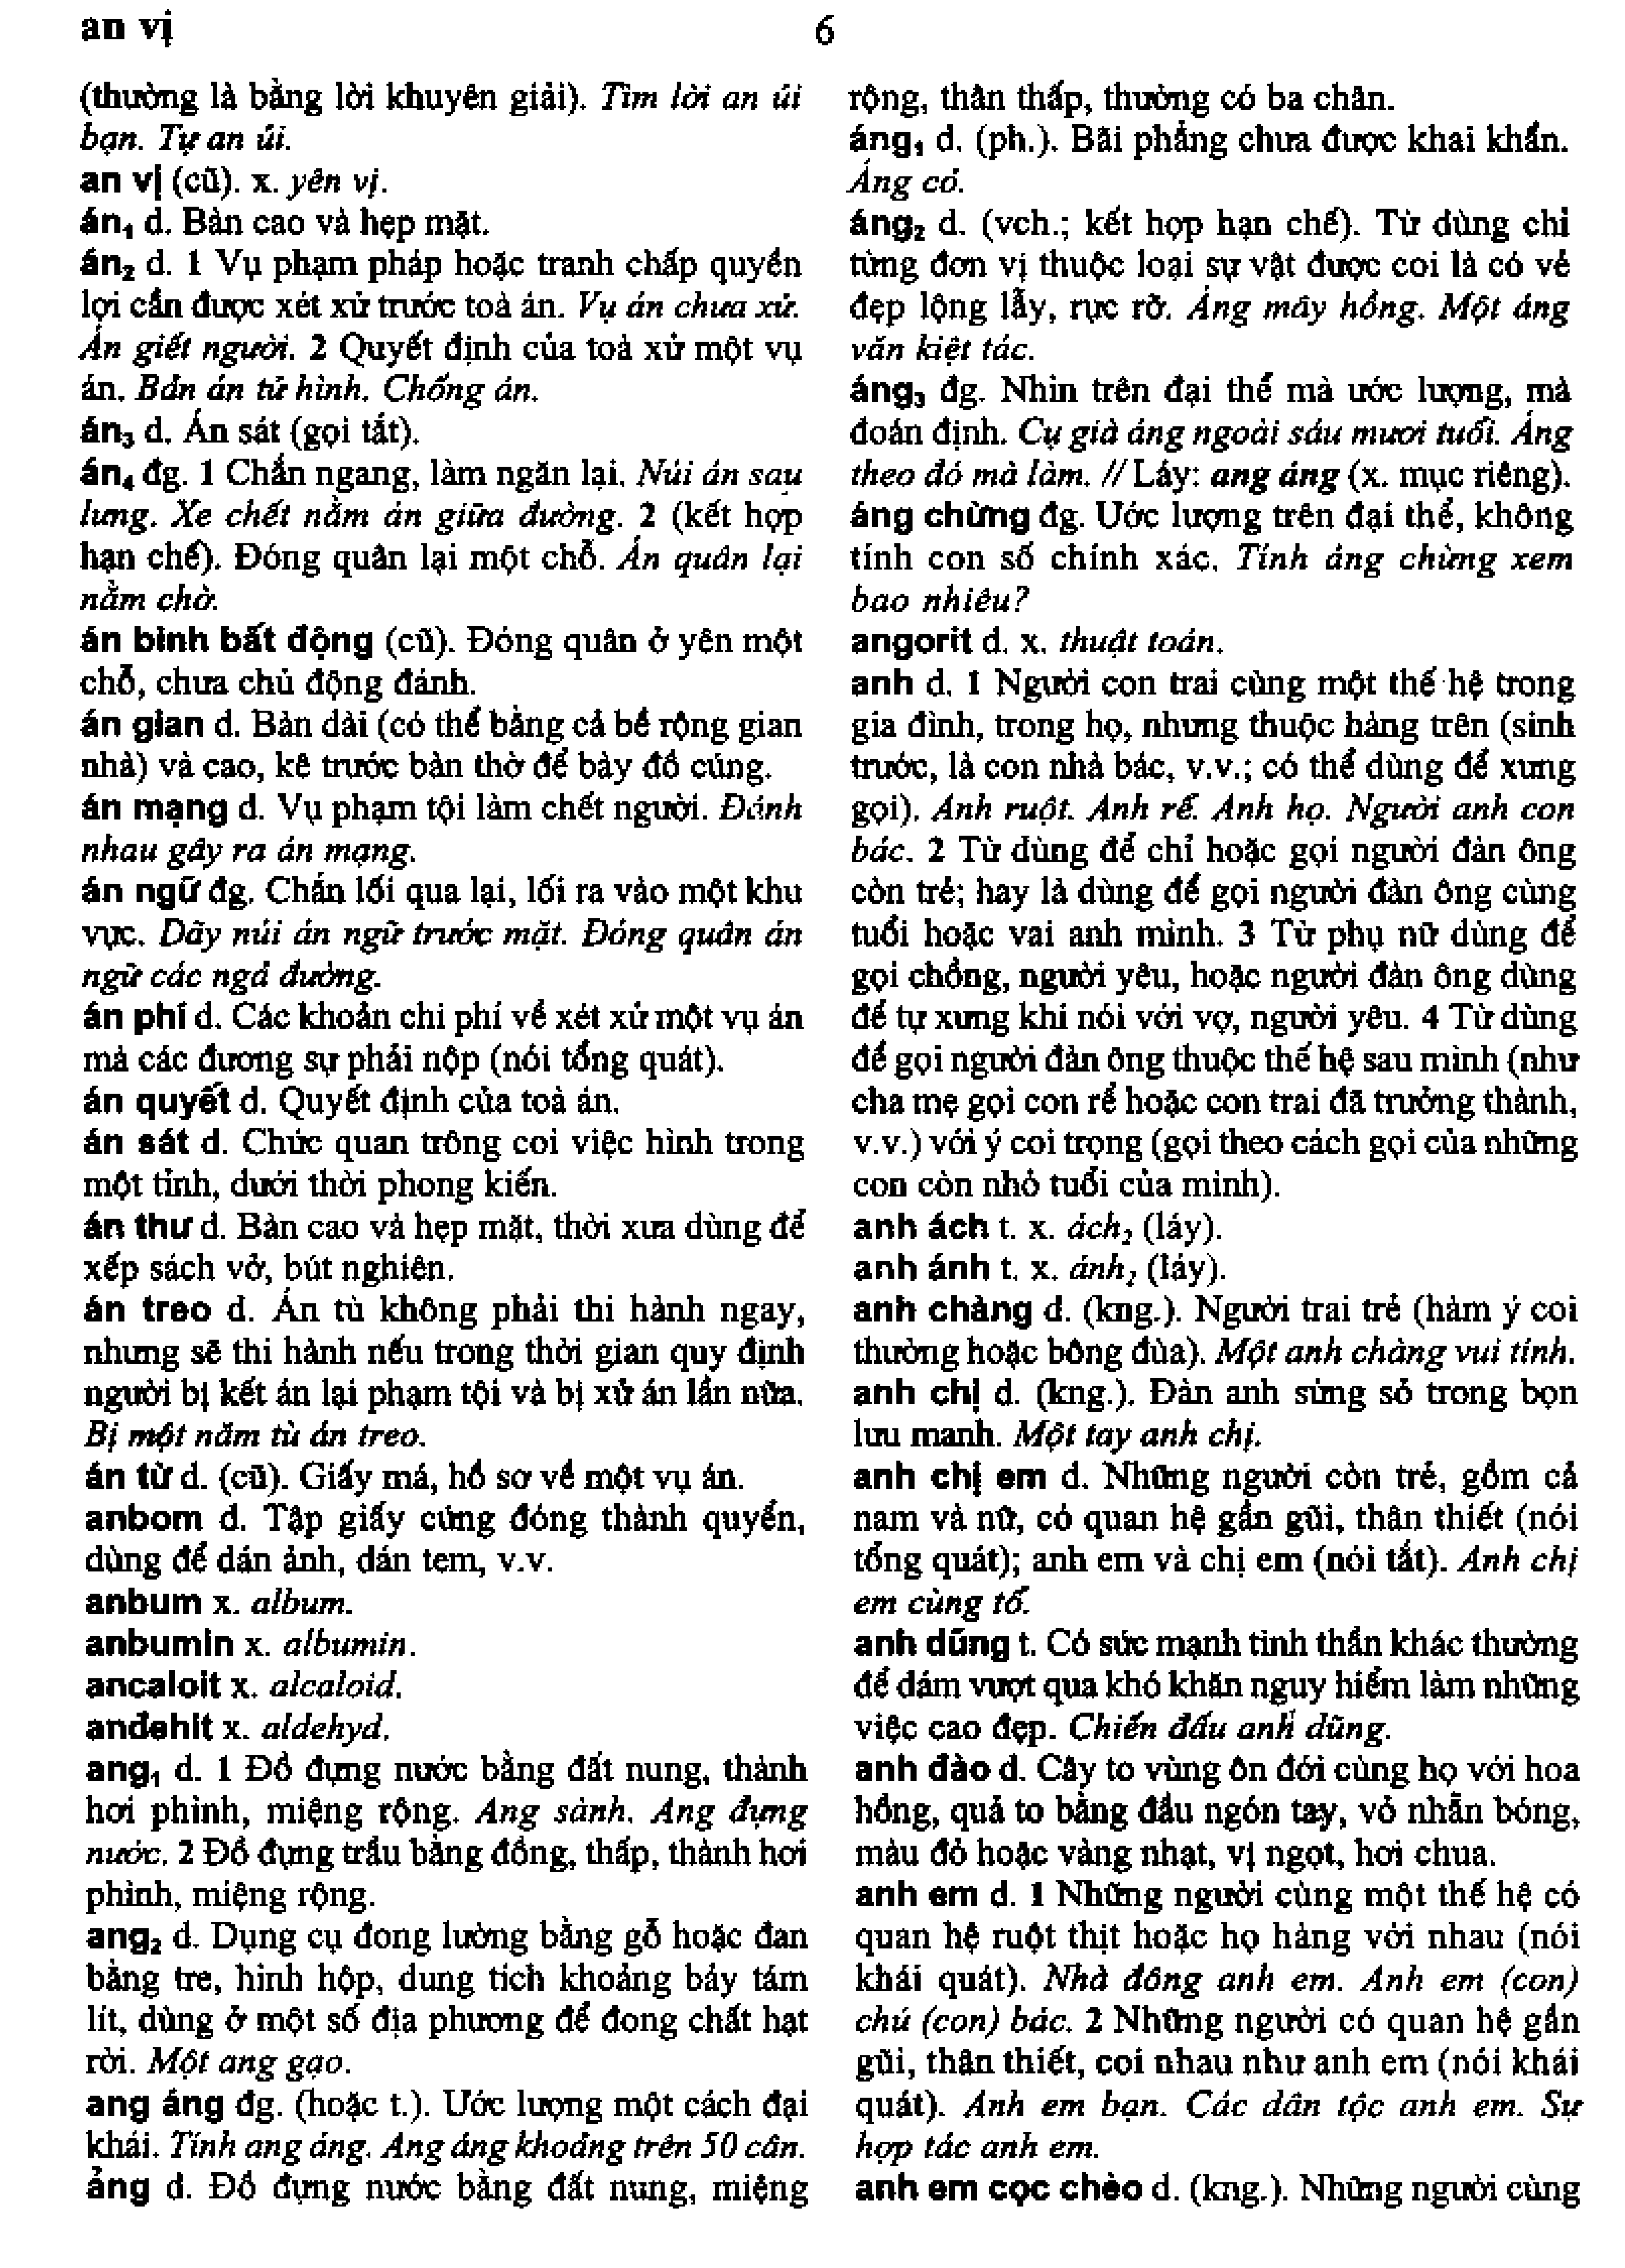 an vị
6
(thường là bằng lời khuyên giải). Tìm lời an ủi
bạn. Tự an ủi.
an vị (cũ). x. yên vị.
án₁ d. Bàn cao và hẹp mặt.
án₂ d. 1 Vụ phạm pháp hoặc tranh chấp quyền
lợi cần được xét xử trước toà án. Vụ án chưa xử.
Án giết người. 2 Quyết định của toà xử một vụ
án. Bản án tử hình. Chống án.
án₃ d. Án sát (gọi tắt).
án₄ đg. 1 Chắn ngang, làm ngăn lại. Núi án sau
lưng. Xe chết nằm án giữa đường. 2 (kết hợp
hạn chế). Đóng quân lại một chỗ. Án quân lại
nằm chờ.
án binh bất động (cũ). Đóng quân ở yên một
chỗ, chưa chủ động đánh.
án gian d. Bàn dài (có thể bằng cả bề rộng gian
nhà) và cao, kê trước bàn thờ để bày đồ cúng.
án mạng d. Vụ phạm tội làm chết người. Đánh
nhau gây ra án mạng.
án ngữ đg. Chắn lối qua lại, lối ra vào một khu
vực. Dãy núi án ngữ trước mặt. Đóng quân án
ngữ các ngả đường.
án phí d. Các khoản chi phí về xét xử một vụ án
mà các đương sự phải nộp (nói tổng quát).
án quyết d. Quyết định của toà án.
án sát d. Chức quan trông coi việc hình trong
một tỉnh, dưới thời phong kiến.
án thư d. Bàn cao và hẹp mặt, thời xưa dùng để
xếp sách vở, bút nghiên.
án treo d. Án tù không phải thi hành ngay,
nhưng sẽ thi hành nếu trong thời gian quy định
người bị kết án lại phạm tội và bị xử án lần nữa.
Bị một năm tù án treo.
án từ d. (cũ). Giấy má, hồ sơ về một vụ án.
anbom d. Tập giấy cứng đóng thành quyển,
dùng để dán ảnh, dán tem, v.v.
anbum x. album.
anbumin x. albumin.
ancaloit x. alcaloid.
anđehit x. aldehyd.
ang₁ d. 1 Đồ đựng nước bằng đất nung, thành
hơi phình, miệng rộng. Ang sành. Ang đựng
nước. 2 Đồ đựng trầu bằng đồng, thấp, thành hơi
phình, miệng rộng.
ang₂ d. Dụng cụ đong lường bằng gỗ hoặc đan
bằng tre, hình hộp, dung tích khoảng bảy tám
lít, dùng ở một số địa phương để đong chất hạt
rời. Một ang gạo.
ang áng đg. (hoặc t.). Ước lượng một cách đại
khái. Tính ang áng. Ang áng khoảng trên 50 cân.
ảng d. Đồ đựng nước bằng đất nung, miệng
rộng, thân thấp, thường có ba chân.
áng₁ d. (ph.). Bãi phẳng chưa được khai khẩn.
Áng cỏ.
áng₂ d. (vch.; kết hợp hạn chế). Từ dùng chỉ
từng đơn vị thuộc loại sự vật được coi là có vẻ
đẹp lộng lẫy, rực rỡ. Áng mây hồng. Một áng
văn kiệt tác.
áng₃ đg. Nhìn trên đại thể mà ước lượng, mà
đoán định. Cụ già áng ngoài sáu mươi tuổi. Áng
theo đó mà làm. // Láy: ang áng (x. mục riêng).
áng chừng đg. Ước lượng trên đại thể, không
tính con số chính xác. Tính áng chừng xem
bao nhiêu?
angorit d. x. thuật toán.
anh d. 1 Người con trai cùng một thế hệ trong
gia đình, trong họ, nhưng thuộc hàng trên (sinh
trước, là con nhà bác, v.v.; có thể dùng để xưng
gọi). Anh ruột. Anh rể. Anh họ. Người anh con
bác. 2 Từ dùng để chỉ hoặc gọi người đàn ông
còn trẻ; hay là dùng để gọi người đàn ông cùng
tuổi hoặc vai anh mình. 3 Từ phụ nữ dùng để
gọi chồng, người yêu, hoặc người đàn ông dùng
để tự xưng khi nói với vợ, người yêu. 4 Từ dùng
để gọi người đàn ông thuộc thế hệ sau mình (như
cha mẹ gọi con rể hoặc con trai đã trưởng thành,
v.v.) với ý coi trọng (gọi theo cách gọi của những
con còn nhỏ tuổi của mình).
anh ách t. x. ách₂ (láy).
anh ánh t. x. ánh₂ (láy).
anh chàng d. (kng.). Người trai trẻ (hàm ý coi
thường hoặc bông đùa). Một anh chàng vui tính.
anh chị d. (kng.). Đàn anh sừng sỏ trong bọn
lưu manh. Một tay anh chị.
anh chị em d. Những người còn trẻ, gồm cả
nam và nữ, có quan hệ gần gũi, thân thiết (nói
tổng quát); anh em và chị em (nói tắt). Anh chị
em cùng tổ.
anh dũng t. Có sức mạnh tinh thần khác thường
để dám vượt qua khó khăn nguy hiểm làm những
việc cao đẹp. Chiến đấu anh dũng.
anh đào d. Cây to vùng ôn đới cùng họ với hoa
hồng, quả to bằng đầu ngón tay, vỏ nhẵn bóng,
màu đỏ hoặc vàng nhạt, vị ngọt, hơi chua.
anh em d. 1 Những người cùng một thế hệ có
quan hệ ruột thịt hoặc họ hàng với nhau (nói
khái quát). Nhà đông anh em. Anh em (con)
chú (con) bác. 2 Những người có quan hệ gần
gũi, thân thiết, coi nhau như anh em (nói khái
quát). Anh em bạn. Các dân tộc anh em. Sự
hợp tác anh em.
anh em cọc chèo d. (kng.). Những người cùng